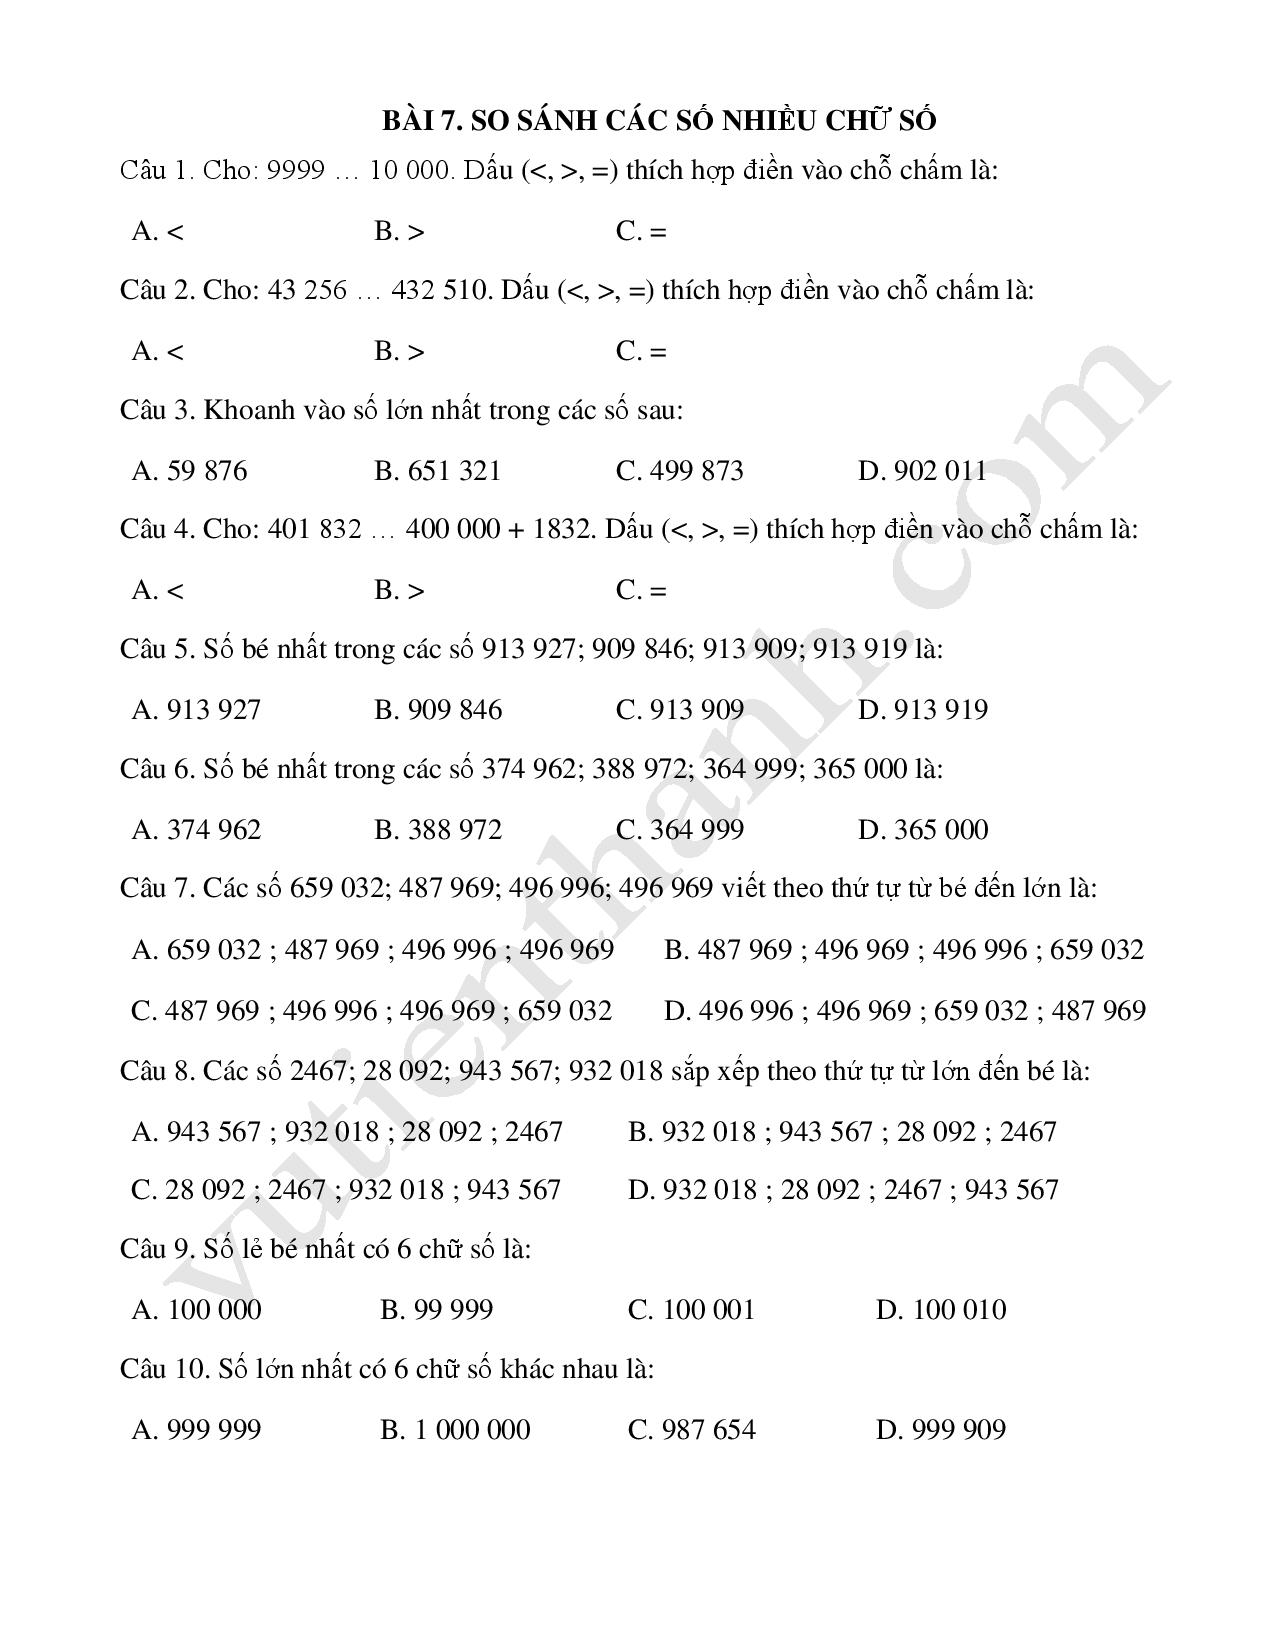 BÀI 7. SO SÁNH CÁC SỐ NHIỀU CHỮ SỐ
Câu 1. Cho: 9999 … 10 000. Dấu (<, >, =) thích hợp điền vào chỗ chấm là:
A. < B. > C. =
Câu 2. Cho: 43 256 … 432 510. Dấu (<, >, =) thích hợp điền vào chỗ chấm là:
A. < B. > C. =
Câu 3. Khoanh vào số lớn nhất trong các số sau:
A. 59 876 B. 651 321 C. 499 873 D. 902 011
Câu 4. Cho: 401 832 … 400 000 + 1832. Dấu (<, >, =) thích hợp điền vào chỗ chấm là:
A. < B. > C. =
Câu 5. Số bé nhất trong các số 913 927; 909 846; 913 909; 913 919 là:
A. 913 927 B. 909 846 C. 913 909 D. 913 919
Câu 6. Số bé nhất trong các số 374 962; 388 972; 364 999; 365 000 là:
A. 374 962 B. 388 972 C. 364 999 D. 365 000
Câu 7. Các số 659 032; 487 969; 496 996; 496 969 viết theo thứ tự từ bé đến lớn là:
A. 659 032 ; 487 969 ; 496 996 ; 496 969 B. 487 969 ; 496 969 ; 496 996 ; 659 032
C. 487 969 ; 496 996 ; 496 969 ; 659 032 D. 496 996 ; 496 969 ; 659 032 ; 487 969
Câu 8. Các số 2467; 28 092; 943 567; 932 018 sắp xếp theo thứ tự từ lớn đến bé là:
A. 943 567 ; 932 018 ; 28 092 ; 2467 B. 932 018 ; 943 567 ; 28 092 ; 2467
C. 28 092 ; 2467 ; 932 018 ; 943 567 D. 932 018 ; 28 092 ; 2467 ; 943 567
Câu 9. Số lẻ bé nhất có 6 chữ số là:
A. 100 000 B. 99 999 C. 100 001 D. 100 010
Câu 10. Số lớn nhất có 6 chữ số khác nhau là:
A. 999 999 B. 1 000 000 C. 987 654 D. 999 909
vutienthanh.com